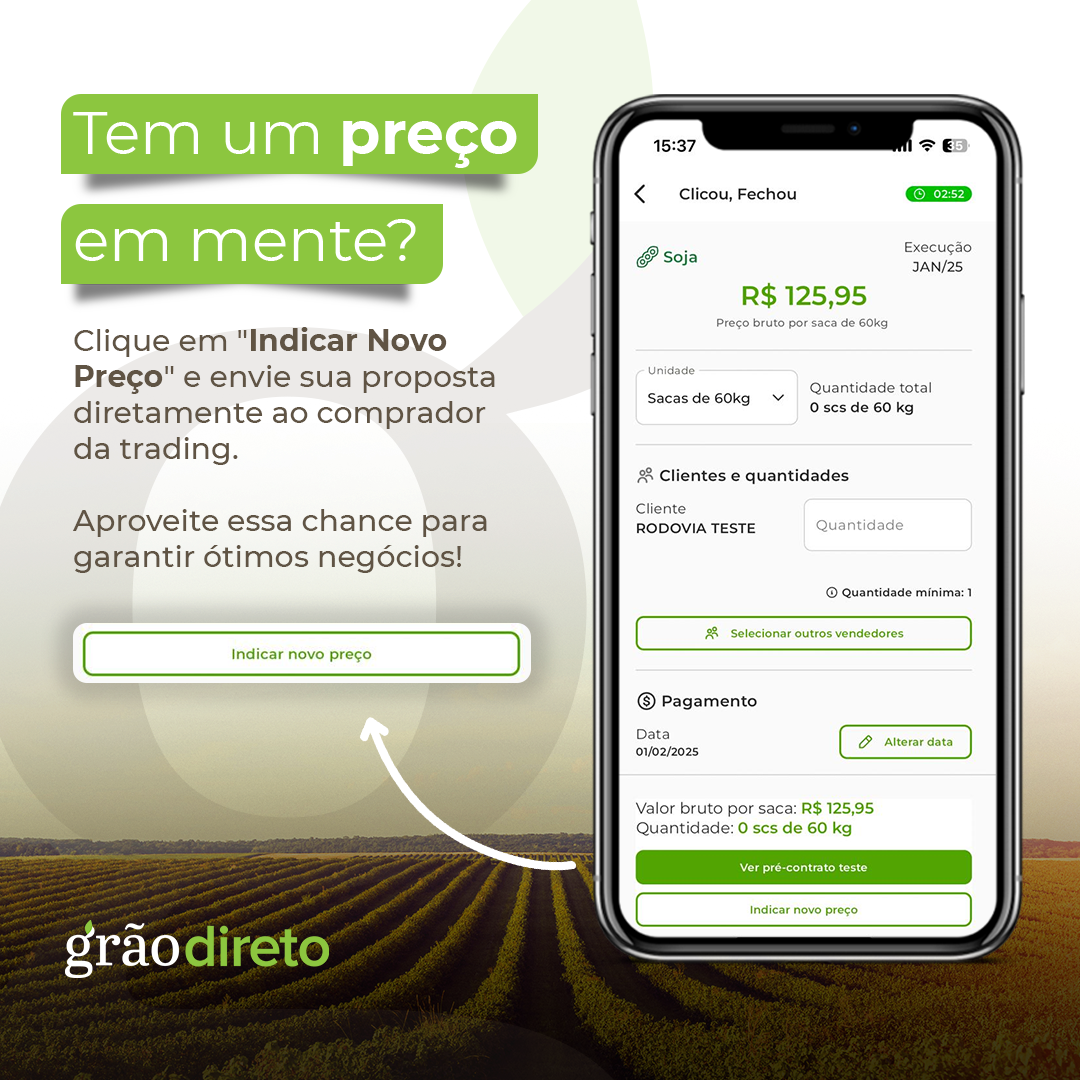 Tem um preço
em mente?
Clique em "Indicar Novo
Preço" e envie sua proposta
diretamente ao comprador
da trading.
Aproveite essa chance para
garantir ótimos negócios!
Indicar novo preço
grão direto
15:37
35
Clicou, Fechou
02:52
Soja
Execução
JAN/25
R$ 125,95
Preço bruto por saca de 60kg
Unidade
Sacas de 60kg
Quantidade total
0 scs de 60 kg
Clientes e quantidades
Cliente
RODOVIA TESTE
Quantidade
Quantidade mínima: 1
Selecionar outros vendedores
Pagamento
Data
01/02/2025
Alterar data
Valor bruto por saca: R$ 125,95
Quantidade: 0 scs de 60 kg
Ver pré-contrato teste
Indicar novo preço